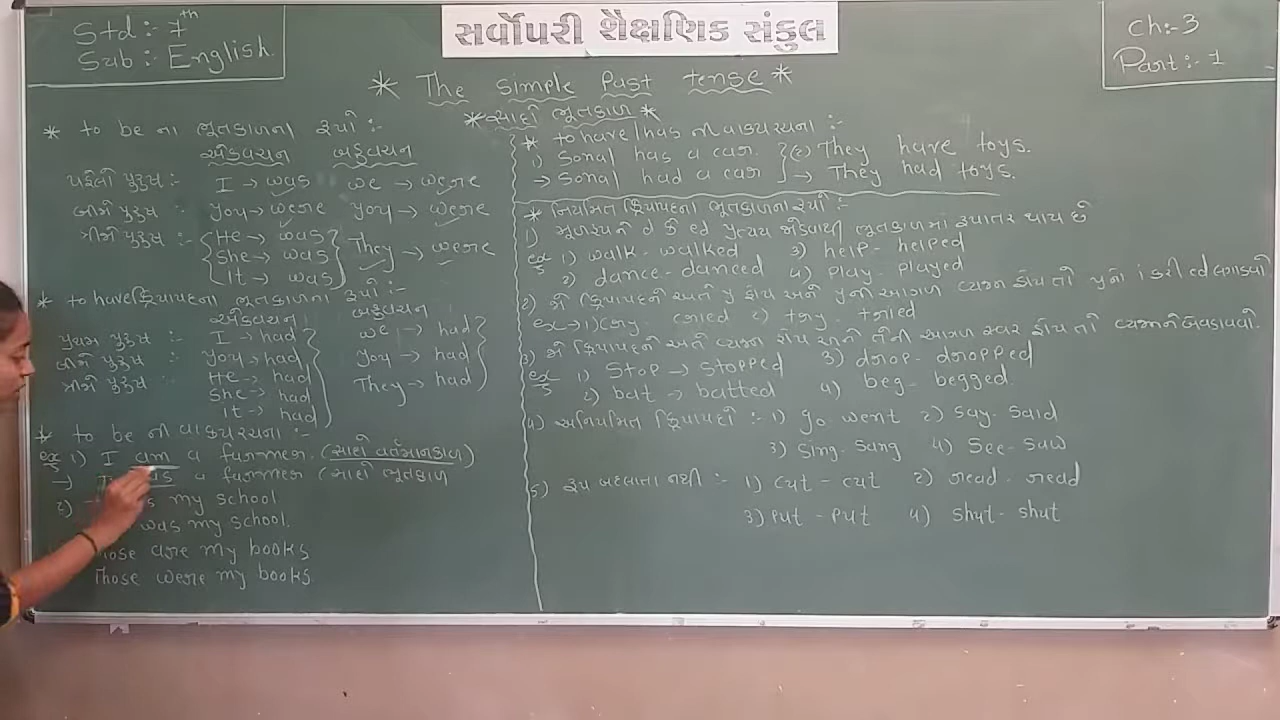 Std :- 7th
Sub :- English.
સર્વોપરી શૈક્ષણિક સંકુલ
Ch:-3
Part:- 1
* The simple Past tense *
* સાદો ભૂતકાળ *
* to be ના ભૂતકાળના રૂપો :-
એકવચન બહુવચન
પહેલો પુરુષ :- I → was we → were
બીજો પુરુષ :- You → were You → were
ત્રીજો પુરુષ :- He → was They → were
She → was
It → was
* to have ક્રિયાપદના ભૂતકાળના રૂપો :-
એકવચન બહુવચન
પ્રથમ પુરુષ :- I → had we → had
બીજો પુરુષ :- You → had You → had
ત્રીજો પુરુષ :- He → had They → had
She → had
It → had
* to be ની વાક્યરચના :-
ex 1) I am a farmer. (સાદો વર્તમાનકાળ)
→ I was a farmer (સાદો ભૂતકાળ
2) my school
was my school.
are my books
Those were my books.
* to have/has ની વાક્યરચના :-
1) Sonal has a car. (2) They have toys.
→ Sonal had a car → They had toys.
* નિયમિત ક્રિયાપદના ભૂતકાળના રૂપો :-
1) મૂળરૂપને d કે ed પ્રત્યય જોડવાથી ભૂતકાળમાં રૂપાંતર થાય છે
ex 1) walk - walked 3) help - helped
2) dance - danced 4) play - played
2) જે ક્રિયાપદને અંતે y હોય અને y ની આગળ વ્યંજન હોય તો y નો i કરી ed લગાડવો
ex → 1) cry - cried 2) try - tried
3) જે ક્રિયાપદને અંતે વ્યંજન હોય અને તેની આગળ સ્વર હોય તો વ્યંજનને બેવડાવવો.
ex 1) Stop → stopped 3) drop - dropped
2) bat → batted 4) beg - begged.
4) અનિયમિત ક્રિયાપદો :- 1) go - went 2) say - said
3) sing - sang 4) See - saw
5) રૂપ બદલાતા નથી :- 1) cut - cut 2) read - read
3) put - put 4) shut - shut